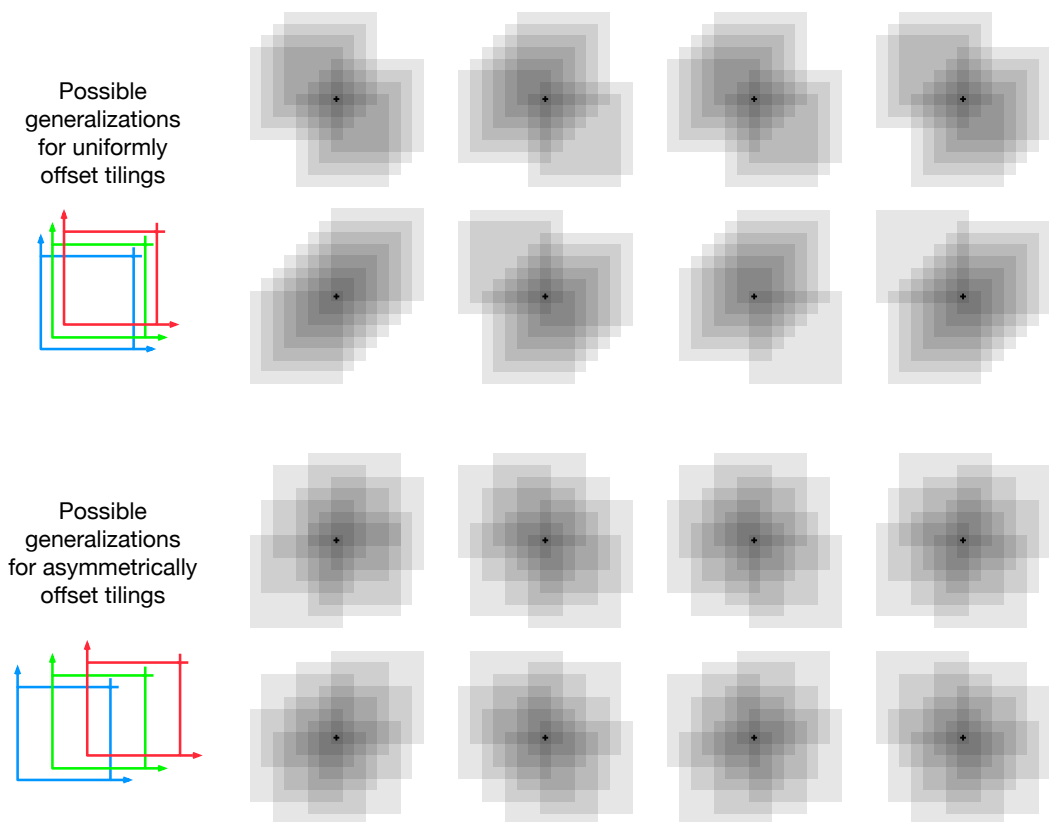 Possible
generalizations
for uniformly
offset tilings
Possible
generalizations
for asymmetrically
offset tilings